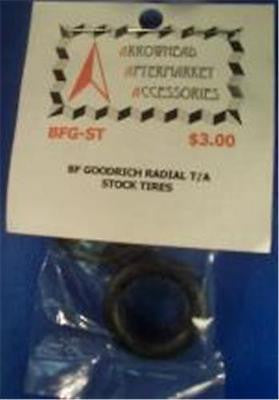 ARROWHEAD
AFTERMARKET
ACCESSORIES
BFG-ST $3.00
BF GOODRICH RADIAL T/A
STOCK TIRES